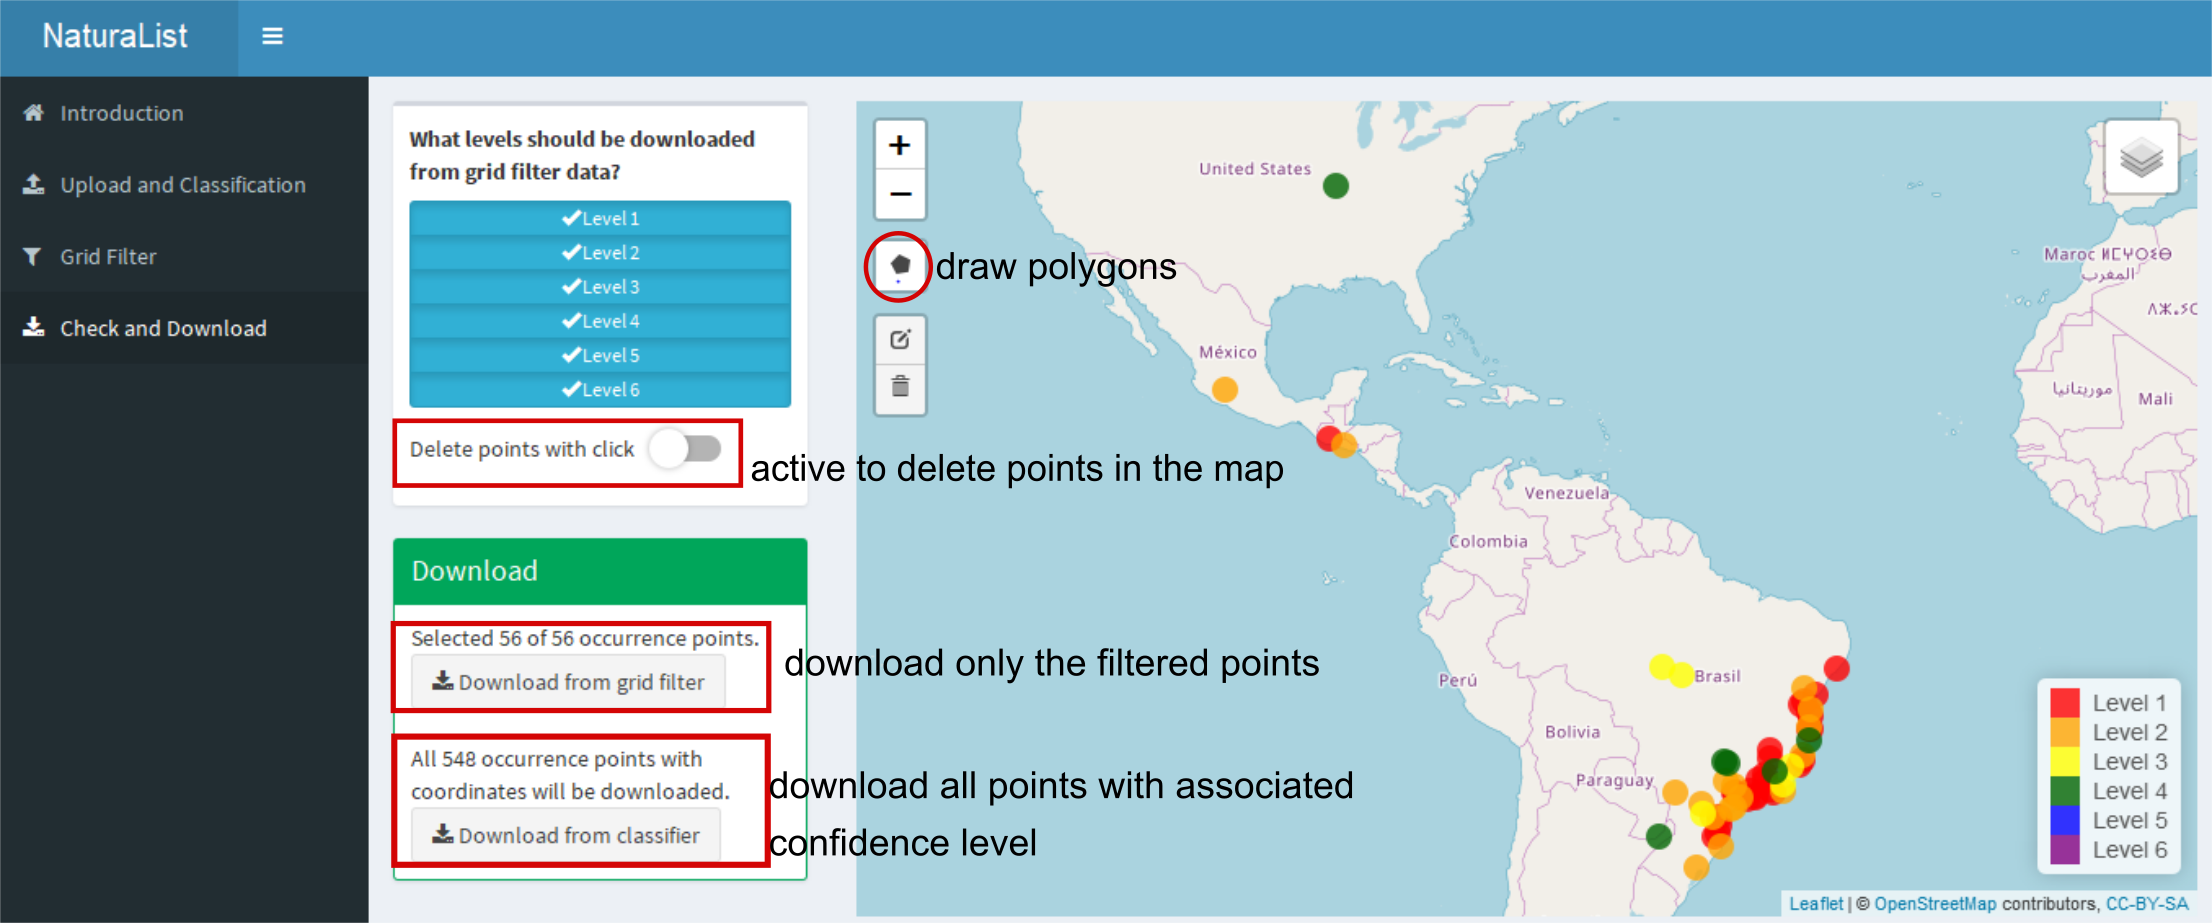 NaturaList
Introduction
Upload and Classification
Grid Filter
Check and Download
What levels should be downloaded
from grid filter data?
Level 1
Level 2
Level 3
Level 4
Level 5
Level 6
Delete points with click
active to delete points in the map
Download
Selected 56 of 56 occurrence points.
Download from grid filter
download only the filtered points
All 548 occurrence points with
coordinates will be downloaded.
Download from classifier
download all points with associated
confidence level
+
−
draw polygons
United States
México
Venezuela
Colombia
Perú
Brasil
Bolivia
Paraguay
Maroc ⵍⵎⵖⵔⵉⴱ
المغرب
موريتانيا
Mali
Level 1
Level 2
Level 3
Level 4
Level 5
Level 6
Leaflet | © OpenStreetMap contributors, CC-BY-SA